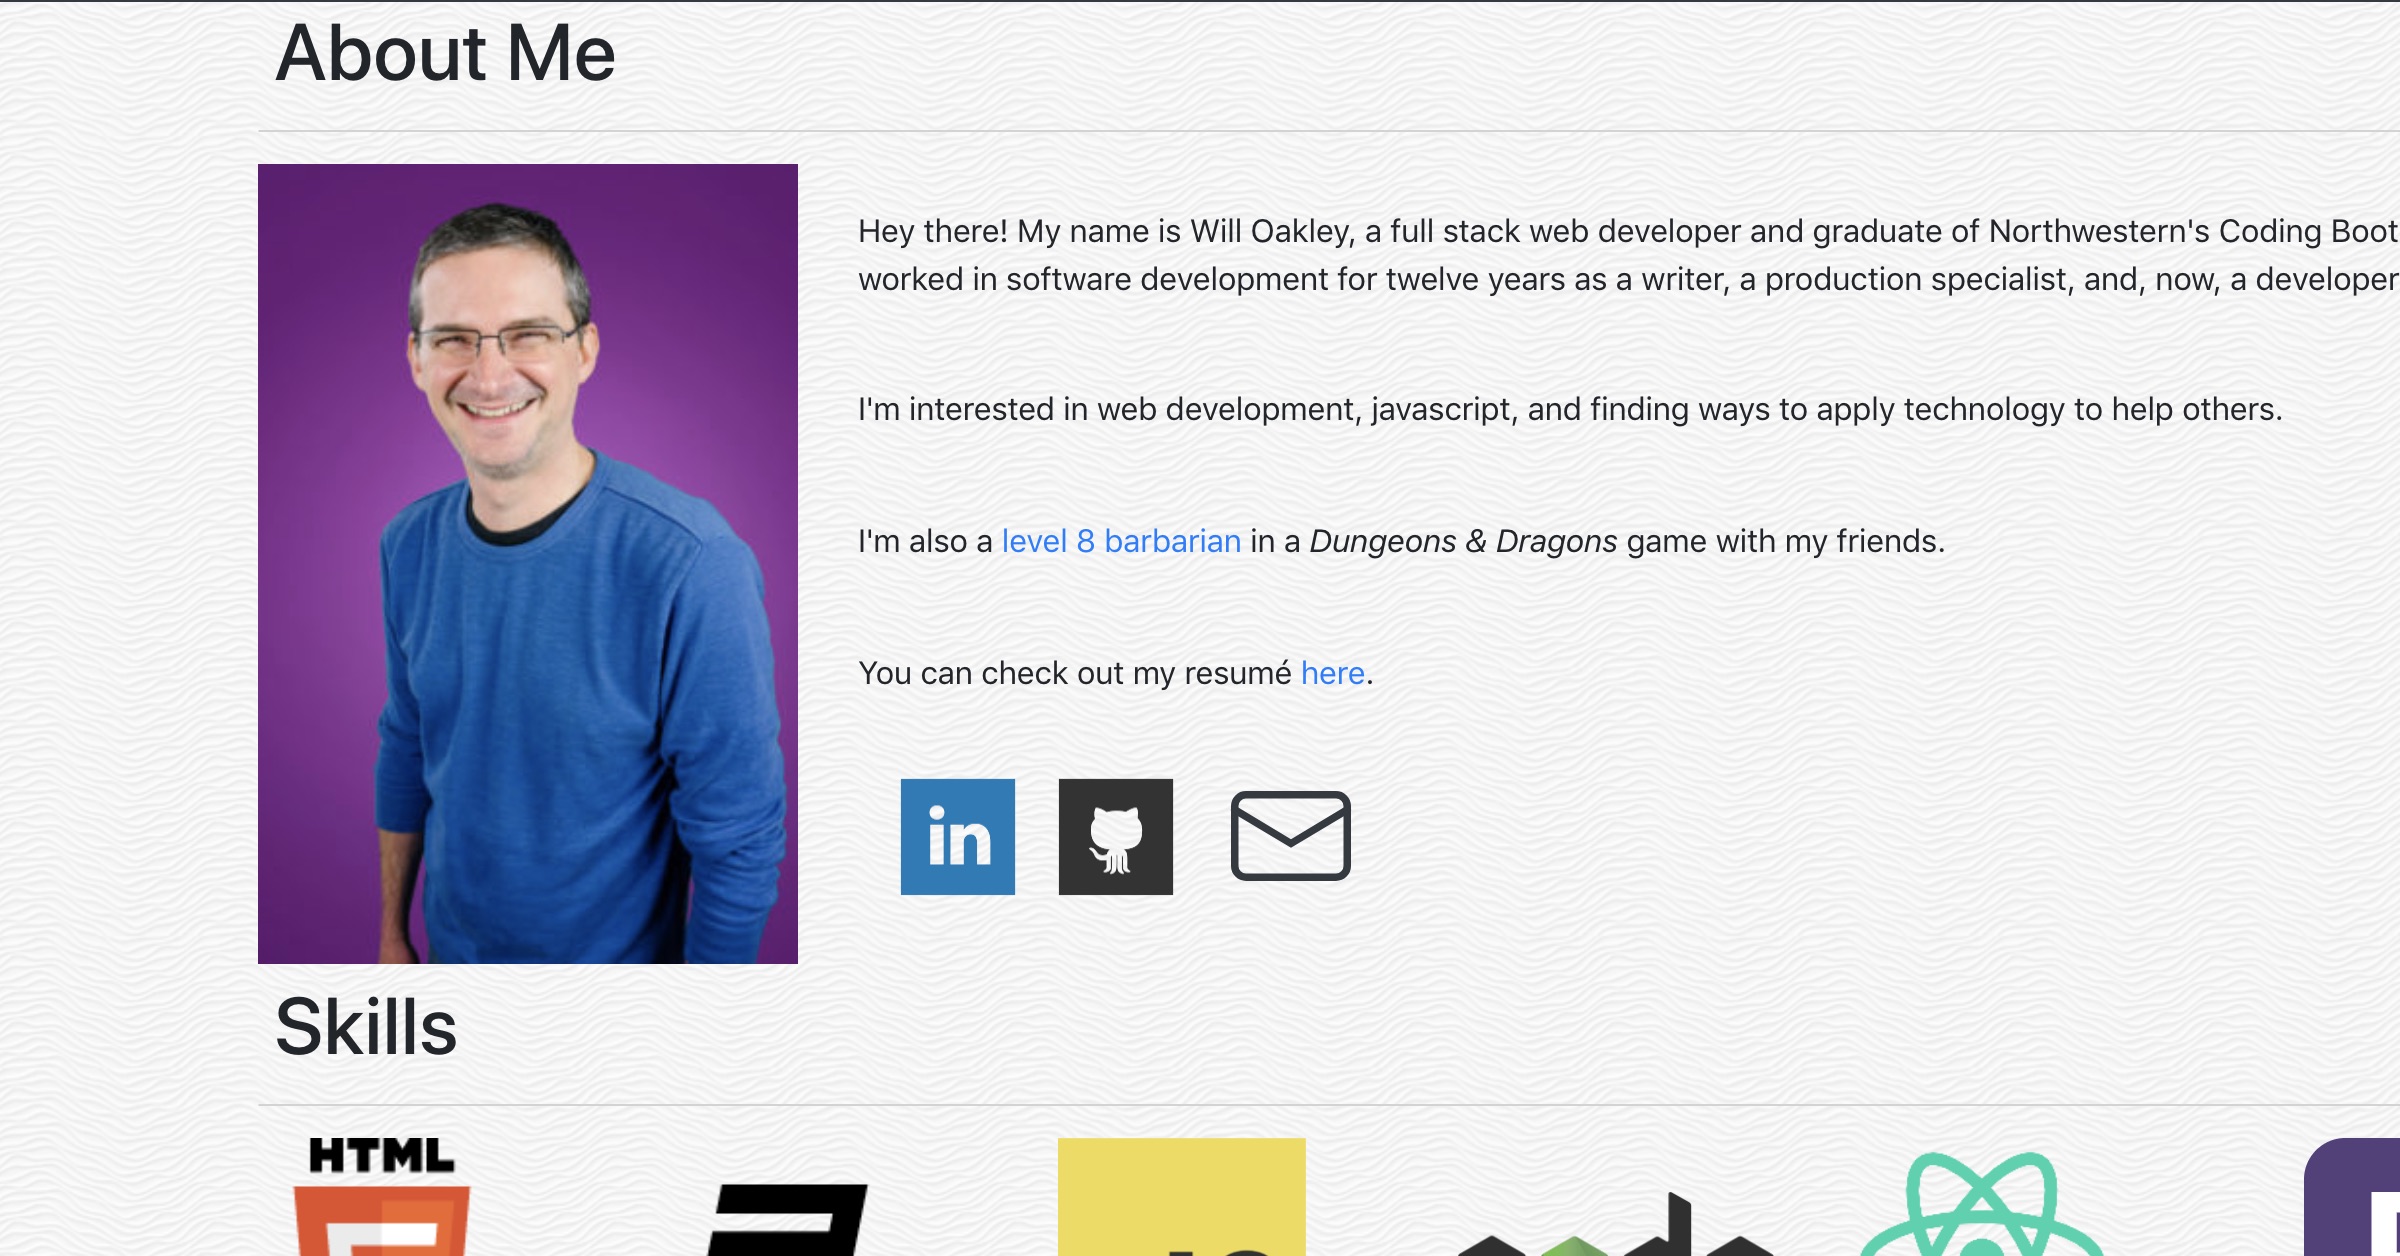 About Me
Hey there! My name is Will Oakley, a full stack web developer and graduate of Northwestern's Coding Boot
worked in software development for twelve years as a writer, a production specialist, and, now, a developer
I'm interested in web development, javascript, and finding ways to apply technology to help others.
I'm also a level 8 barbarian in a Dungeons & Dragons game with my friends.
You can check out my resumé here.
in
Skills
HTML